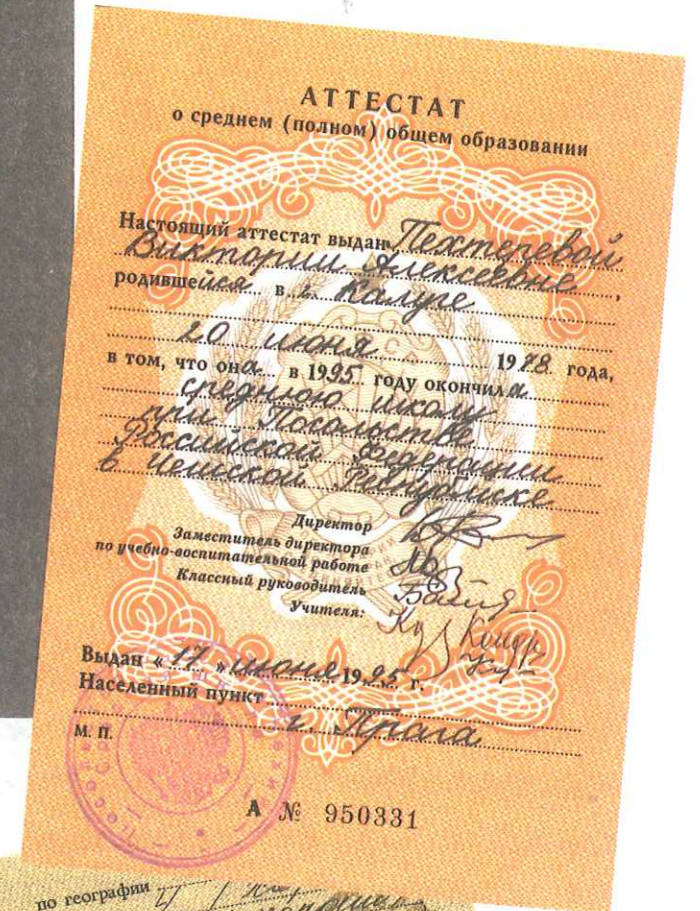 АТТЕСТАТ
о среднем (полном) общем образовании
Настоящий аттестат выдан Пехтеревой
Виктории Алексеевне,
родившейся в г. Калуге
20 июня 1978 года,
в том, что она в 1995 году окончила
среднюю школу
при Посольстве
Российской Федерации
в Чешской Республике
Директор
Заместитель директора
по учебно-воспитательной работе
Классный руководитель
Учителя:
Выдан «17» июня 1995 г.
Населенный пункт
г. Прага
М. П.
А № 950331
по географии